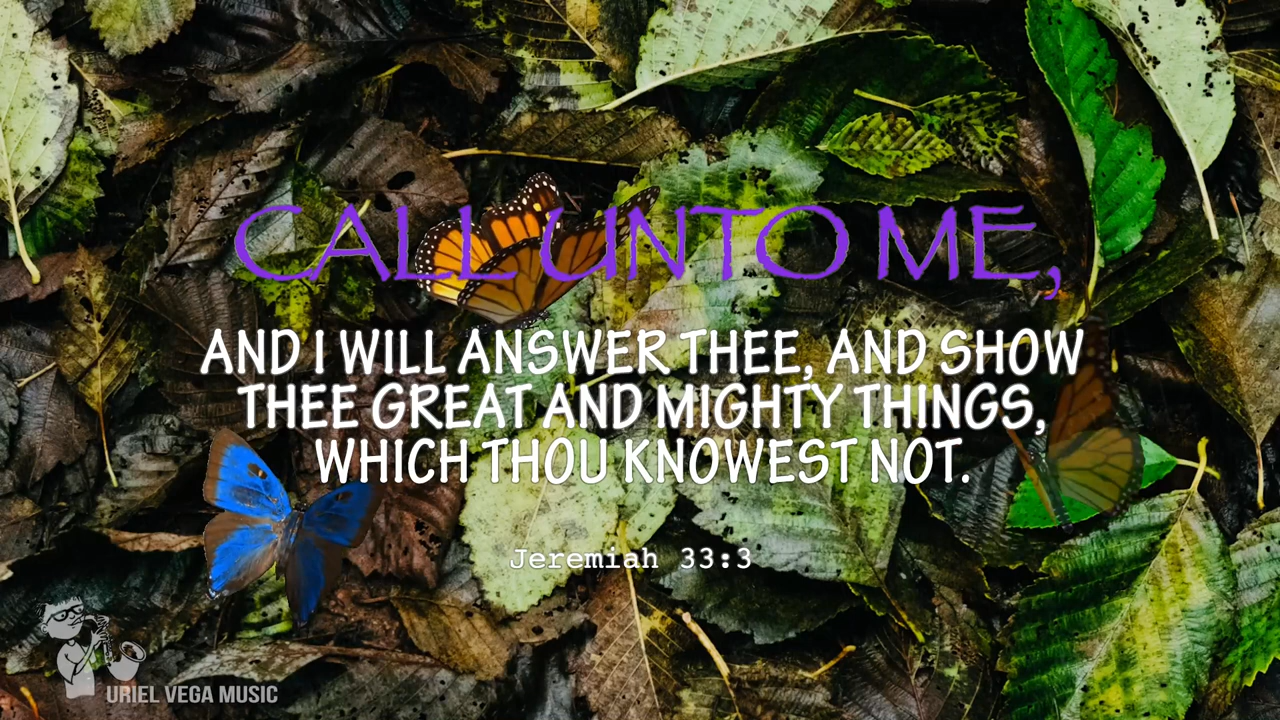 CALL UNTO ME,
AND I WILL ANSWER THEE, AND SHOW
THEE GREAT AND MIGHTY THINGS,
WHICH THOU KNOWEST NOT.
Jeremiah 33:3
URIEL VEGA MUSIC